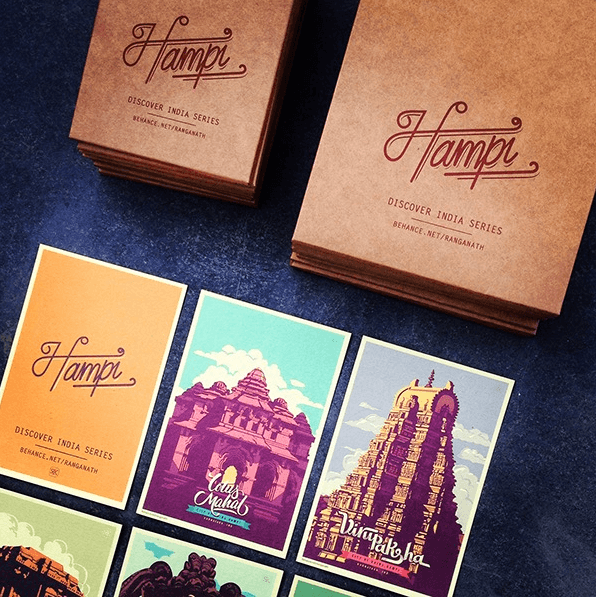 Hampi
DISCOVER INDIA SERIES
BEHANCE.NET/RANGANATH
Hampi
DISCOVER INDIA SERIES
BEHANCE.NET/RANGANATH
Hampi
DISCOVER INDIA SERIES
BEHANCE.NET/RANGANATH
Lotus
Mahal
Virupaksha